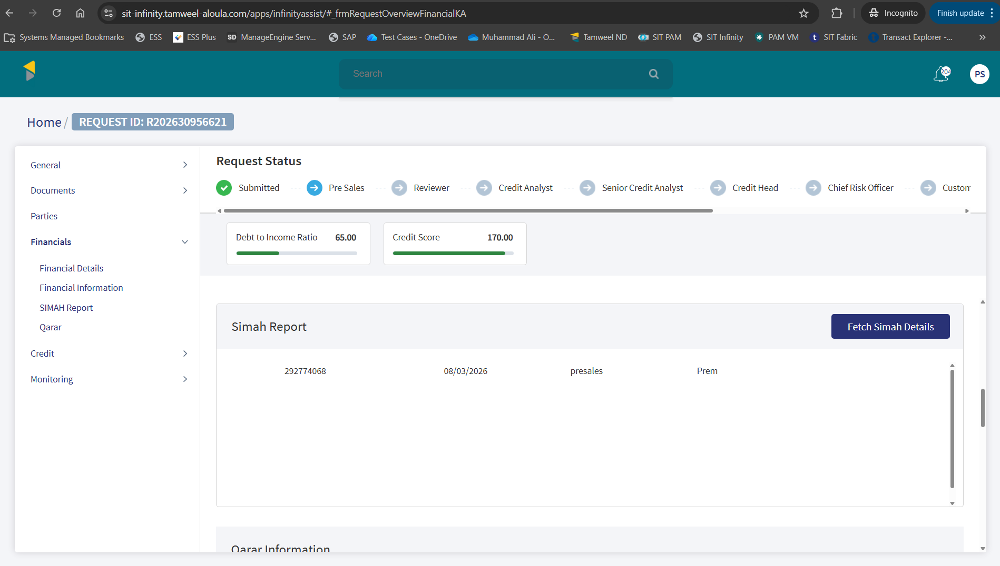 sit-infinity.tamweel-aloula.com/apps/infinityassist/#_frmRequestOverviewFinancialKA
Incognito
Finish update
Systems Managed Bookmarks
ESS
ESS Plus
SD ManageEngine Serv...
SAP
Test Cases - OneDrive
Muhammad Ali - O...
Tamweel ND
SIT PAM
SIT Infinity
PAM VM
t SIT Fabric
t Transact Explorer -...
Search
204
PS
Home / REQUEST ID: R202630956621
General
Documents
Parties
Financials
Financial Details
Financial Information
SIMAH Report
Qarar
Credit
Monitoring
Request Status
Submitted
Pre Sales
Reviewer
Credit Analyst
Senior Credit Analyst
Credit Head
Chief Risk Officer
Custom
Debt to Income Ratio 65.00
Credit Score 170.00
Simah Report
Fetch Simah Details
292774068 08/03/2026 presales Prem
Qarar Information